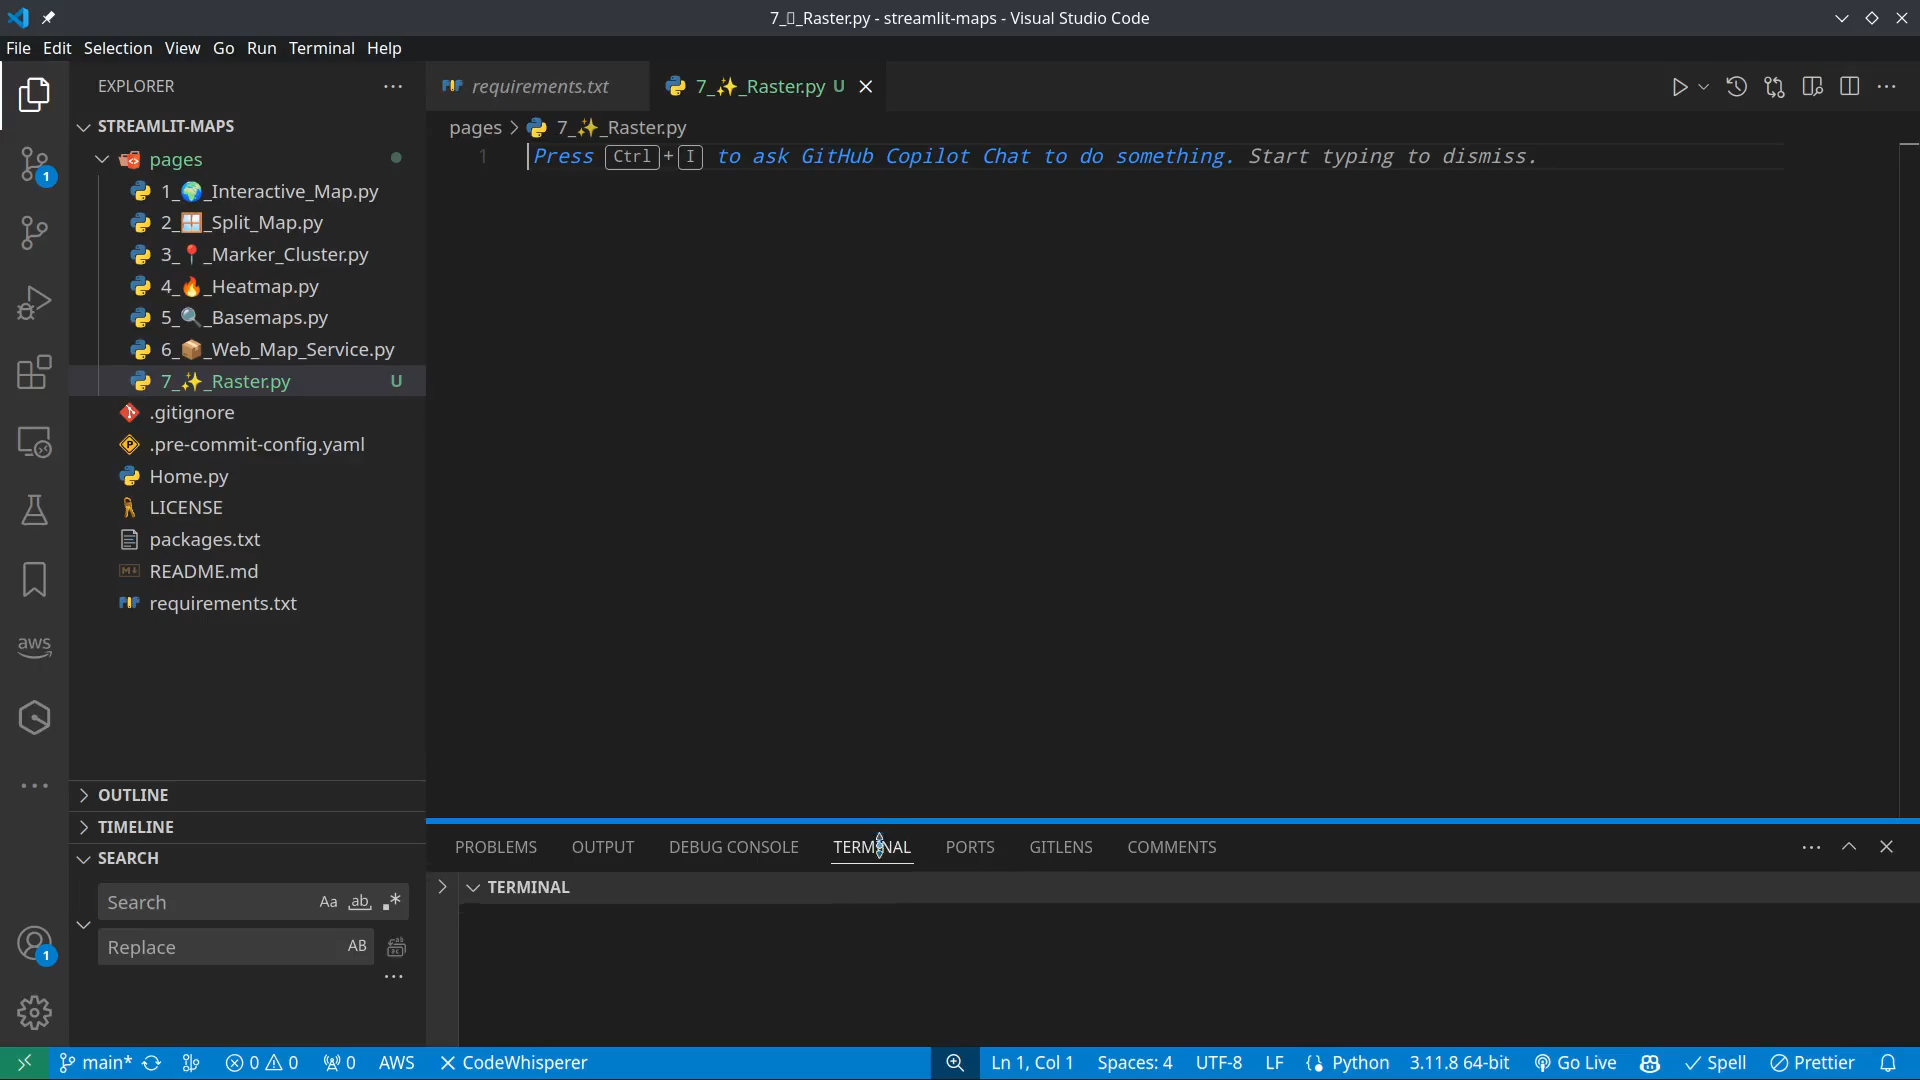 7_▯_Raster.py - streamlit-maps - Visual Studio Code
File Edit Selection View Go Run Terminal Help
EXPLORER
STREAMLIT-MAPS
pages
1_🌍_Interactive_Map.py
2_🪟_Split_Map.py
3_📍_Marker_Cluster.py
4_🔥_Heatmap.py
5_🔍_Basemaps.py
6_📦_Web_Map_Service.py
7_✨_Raster.py U
.gitignore
.pre-commit-config.yaml
Home.py
LICENSE
packages.txt
README.md
requirements.txt
OUTLINE
TIMELINE
SEARCH
Search Aa ab .*
Replace AB
aws
1
1
requirements.txt
7_✨_Raster.py U
pages > 7_✨_Raster.py
1 Press Ctrl + I to ask GitHub Copilot Chat to do something. Start typing to dismiss.
PROBLEMS OUTPUT DEBUG CONSOLE TERMINAL PORTS GITLENS COMMENTS
TERMINAL
main* 0 0 0 AWS CodeWhisperer Ln 1, Col 1 Spaces: 4 UTF-8 LF Python 3.11.8 64-bit Go Live Spell Prettier